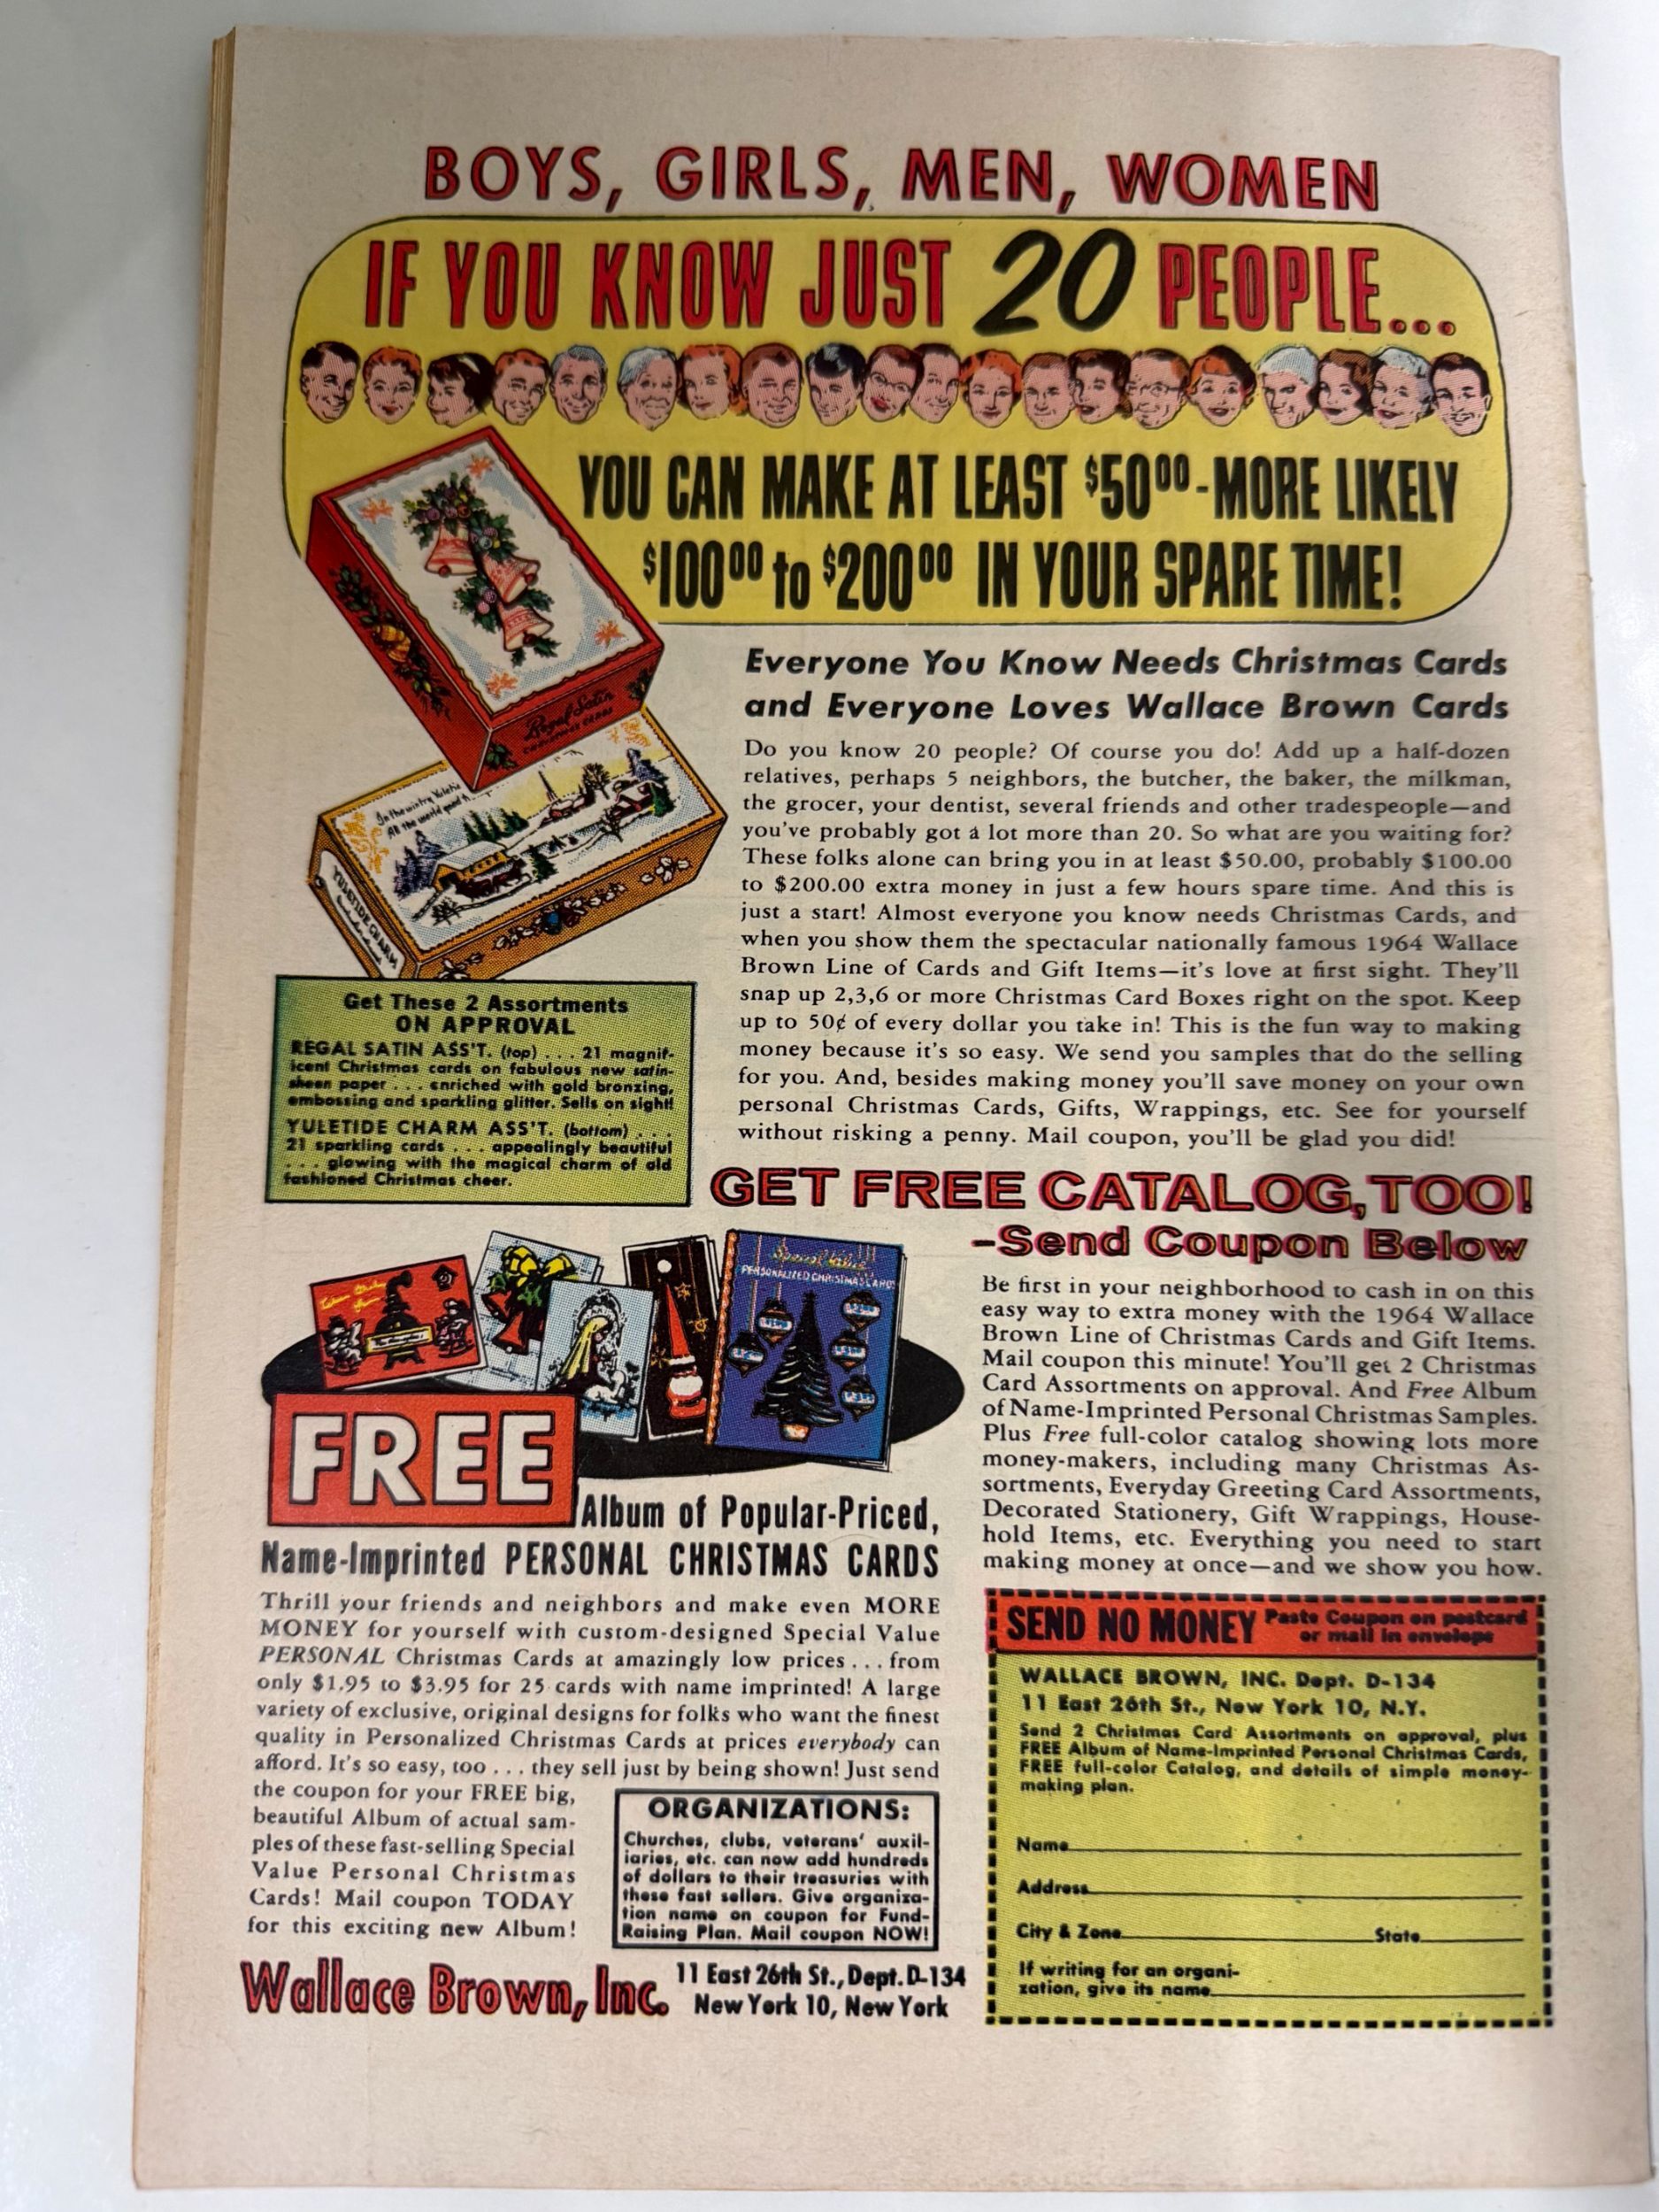 BOYS, GIRLS, MEN, WOMEN
IF YOU KNOW JUST 20 PEOPLE...
YOU CAN MAKE AT LEAST $50.00-MORE LIKELY
$100.00 to $200.00 IN YOUR SPARE TIME!
Regal Satin
CHRISTMAS CARDS
In the wintry Yuletide
All the world
YULETIDE CHARM
Everyone You Know Needs Christmas Cards
and Everyone Loves Wallace Brown Cards
Do you know 20 people? Of course you do! Add up a half-dozen
relatives, perhaps 5 neighbors, the butcher, the baker, the milkman,
the grocer, your dentist, several friends and other tradespeople—and
you've probably got a lot more than 20. So what are you waiting for?
These folks alone can bring you in at least $50.00, probably $100.00
to $200.00 extra money in just a few hours spare time. And this is
just a start! Almost everyone you know needs Christmas Cards, and
when you show them the spectacular nationally famous 1964 Wallace
Brown Line of Cards and Gift Items—it's love at first sight. They'll
snap up 2,3,6 or more Christmas Card Boxes right on the spot. Keep
up to 50¢ of every dollar you take in! This is the fun way to making
money because it's so easy. We send you samples that do the selling
for you. And, besides making money you'll save money on your own
personal Christmas Cards, Gifts, Wrappings, etc. See for yourself
without risking a penny. Mail coupon, you'll be glad you did!
Get These 2 Assortments
ON APPROVAL
REGAL SATIN ASS'T. (top) . . . 21 magnif-
icent Christmas cards on fabulous new satin-
sheen paper . . . enriched with gold bronzing,
embossing and sparkling glitter. Sells on sight!
YULETIDE CHARM ASS'T. (bottom) . . .
21 sparkling cards . . . appealingly beautiful
. . . glowing with the magical charm of old
fashioned Christmas cheer.
GET FREE CATALOG, TOO!
-Send Coupon Below
Be first in your neighborhood to cash in on this
easy way to extra money with the 1964 Wallace
Brown Line of Christmas Cards and Gift Items.
Mail coupon this minute! You'll get 2 Christmas
Card Assortments on approval. And Free Album
of Name-Imprinted Personal Christmas Samples.
Plus Free full-color catalog showing lots more
money-makers, including many Christmas As-
sortments, Everyday Greeting Card Assortments,
Decorated Stationery, Gift Wrappings, House-
hold Items, etc. Everything you need to start
making money at once—and we show you how.
Special Value
PERSONALIZED CHRISTMAS CARDS
FREE
Album of Popular-Priced,
Name-Imprinted PERSONAL CHRISTMAS CARDS
Thrill your friends and neighbors and make even MORE
MONEY for yourself with custom-designed Special Value
PERSONAL Christmas Cards at amazingly low prices . . . from
only $1.95 to $3.95 for 25 cards with name imprinted! A large
variety of exclusive, original designs for folks who want the finest
quality in Personalized Christmas Cards at prices everybody can
afford. It's so easy, too . . . they sell just by being shown! Just send
the coupon for your FREE big,
beautiful Album of actual sam-
ples of these fast-selling Special
Value Personal Christmas
Cards! Mail coupon TODAY
for this exciting new Album!
ORGANIZATIONS:
Churches, clubs, veterans' auxil-
iaries, etc. can now add hundreds
of dollars to their treasuries with
these fast sellers. Give organiza-
tion name on coupon for Fund-
Raising Plan. Mail coupon NOW!
Wallace Brown, Inc.
11 East 26th St., Dept. D-134
New York 10, New York
SEND NO MONEY
Paste Coupon on postcard
or mail in envelope
WALLACE BROWN, INC. Dept. D-134
11 East 26th St., New York 10, N.Y.
Send 2 Christmas Card Assortments on approval, plus
FREE Album of Name-Imprinted Personal Christmas Cards,
FREE full-color Catalog, and details of simple money-
making plan.
Name
Address
City & Zone State
If writing for an organi-
zation, give its name